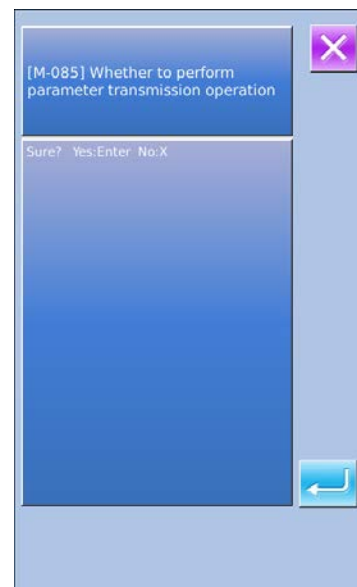 [M-085] Whether to perform
parameter transmission operation
Sure? Yes:Enter No:X